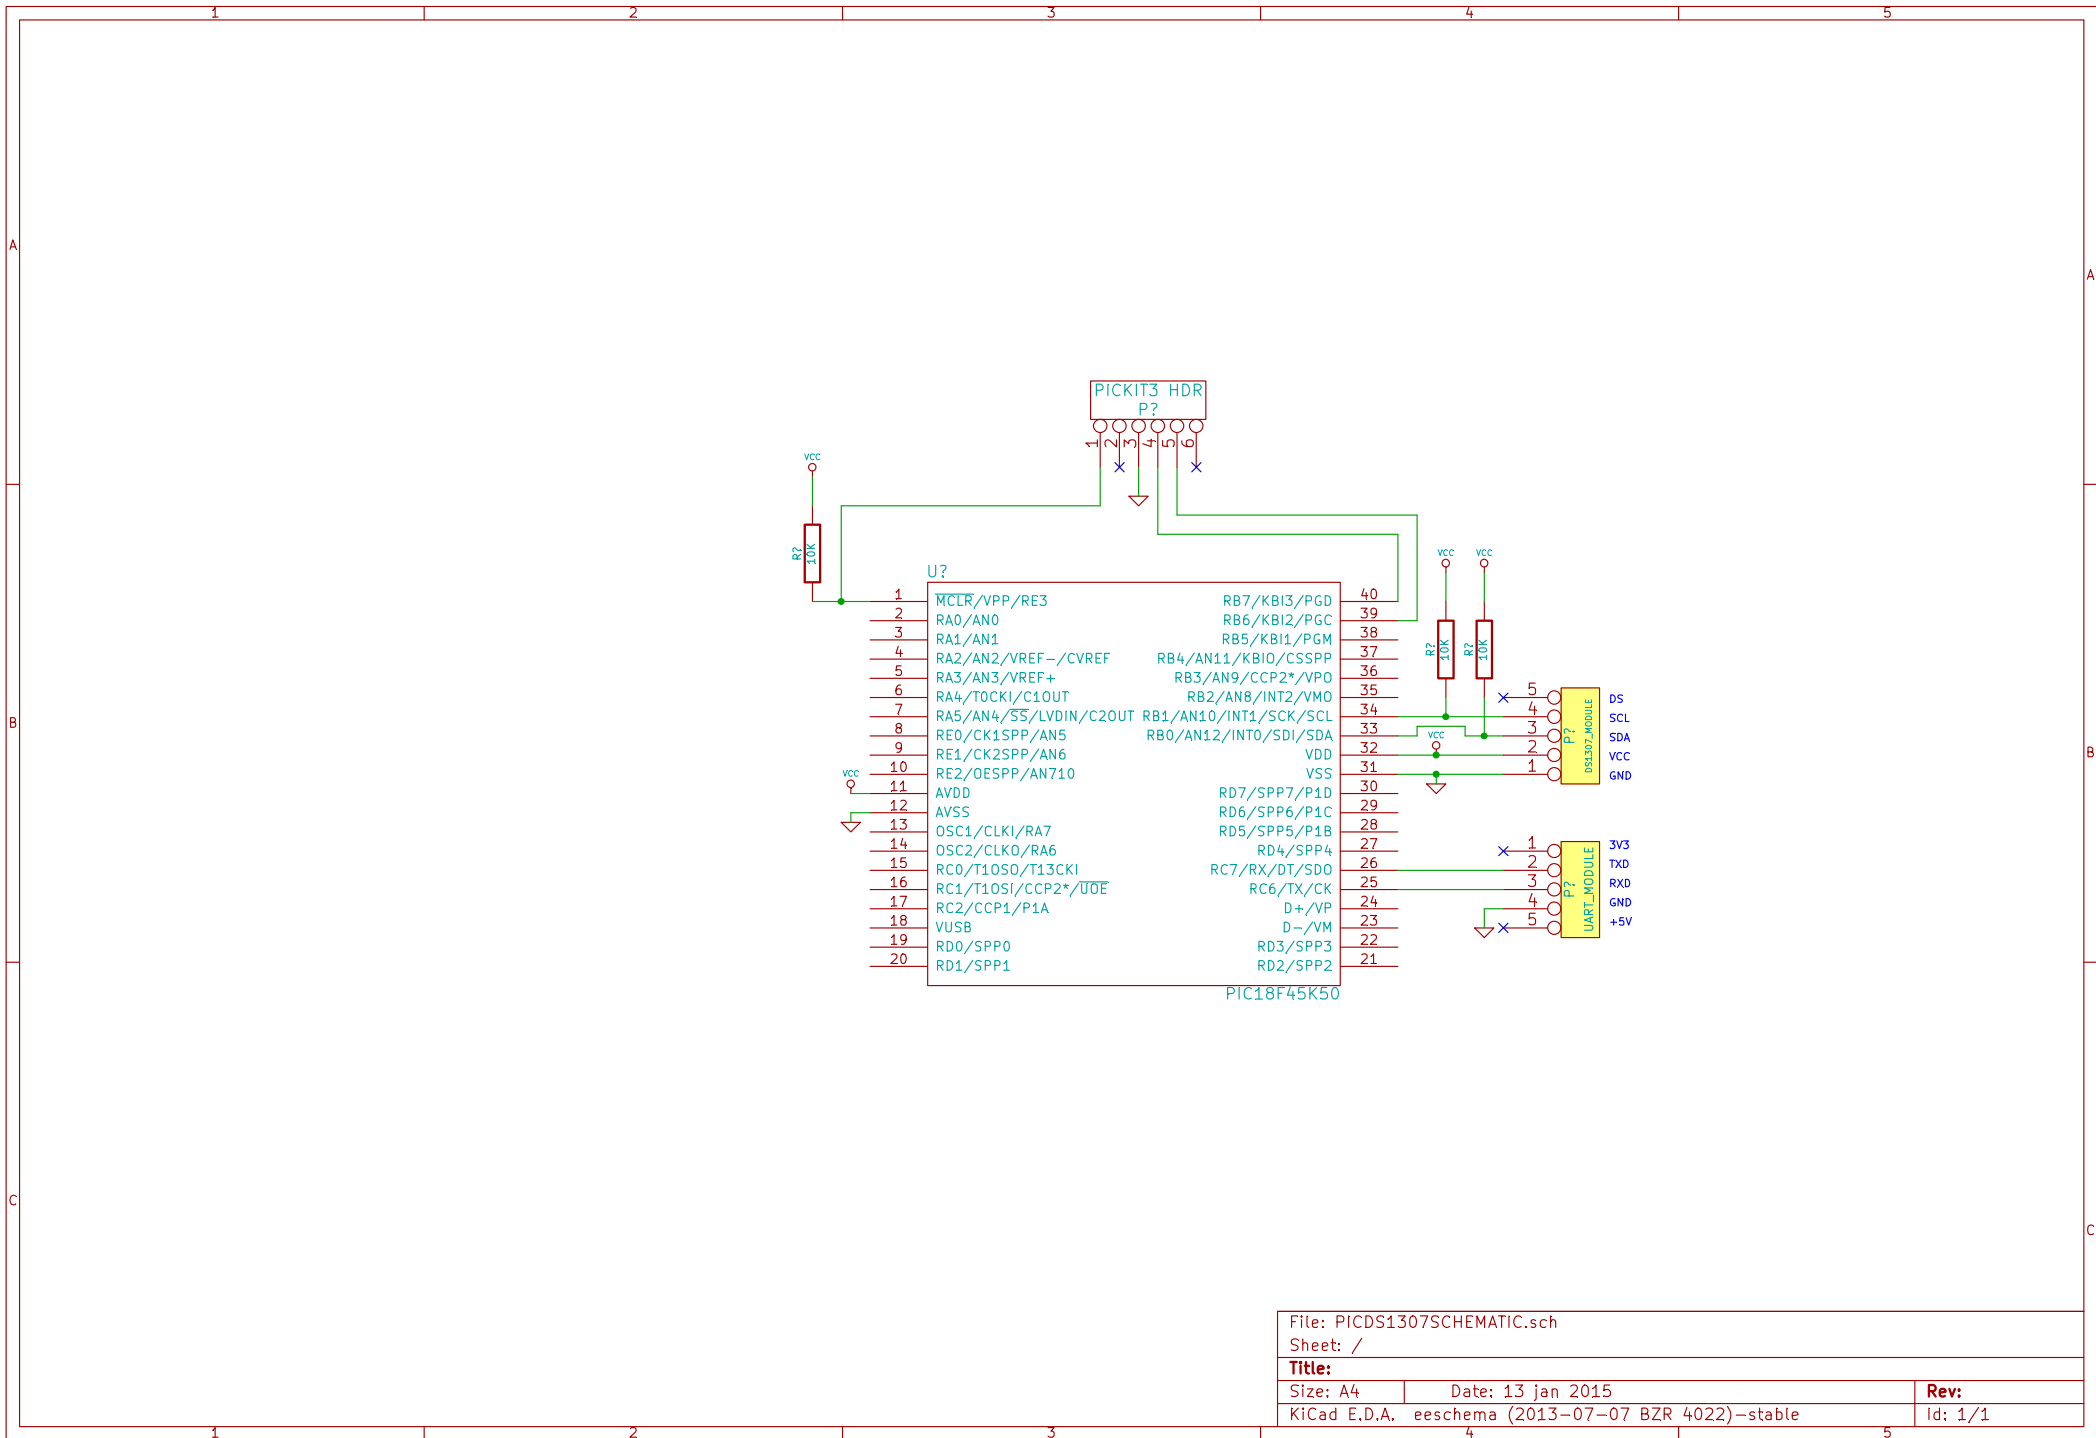 1 2 3 4 5
A
A
PICKIT3 HDR
P?
1 2 3 4 5 6
VCC
R?
10K
VCC
VCC
R?
10K
R?
10K
U?
1 MCLR/VPP/RE3
2 RA0/AN0
3 RA1/AN1
4 RA2/AN2/VREF-/CVREF
5 RA3/AN3/VREF+
6 RA4/T0CKI/C1OUT
7 RA5/AN4/SS/LVDIN/C2OUT
8 RE0/CK1SPP/AN5
9 RE1/CK2SPP/AN6
10 RE2/OESPP/AN710
VCC
11 AVDD
12 AVSS
13 OSC1/CLKI/RA7
14 OSC2/CLKO/RA6
15 RC0/T1OSO/T13CKI
16 RC1/T1OSI/CCP2*/UOE
17 RC2/CCP1/P1A
18 VUSB
19 RD0/SPP0
20 RD1/SPP1
RB7/KBI3/PGD 40
RB6/KBI2/PGC 39
RB5/KBI1/PGM 38
RB4/AN11/KBIO/CSSPP 37
RB3/AN9/CCP2*/VPO 36
RB2/AN8/INT2/VMO 35
RB1/AN10/INT1/SCK/SCL 34
RB0/AN12/INT0/SDI/SDA 33
VCC
VDD 32
VSS 31
RD7/SPP7/P1D 30
RD6/SPP6/P1C 29
RD5/SPP5/P1B 28
RD4/SPP4 27
RC7/RX/DT/SDO 26
RC6/TX/CK 25
D+/VP 24
D-/VM 23
RD3/SPP3 22
RD2/SPP2 21
PIC18F45K50
5 DS
4 SCL
3 SDA
2 VCC
1 GND
P?
DS1307_MODULE
1 3V3
2 TXD
3 RXD
4 GND
5 +5V
P?
UART_MODULE
B
B
C
C
File: PICDS1307SCHEMATIC.sch
Sheet: /
Title:
Size: A4 Date: 13 jan 2015 Rev:
KiCad E.D.A. eeschema (2013-07-07 BZR 4022)-stable Id: 1/1
1 2 3 4 5